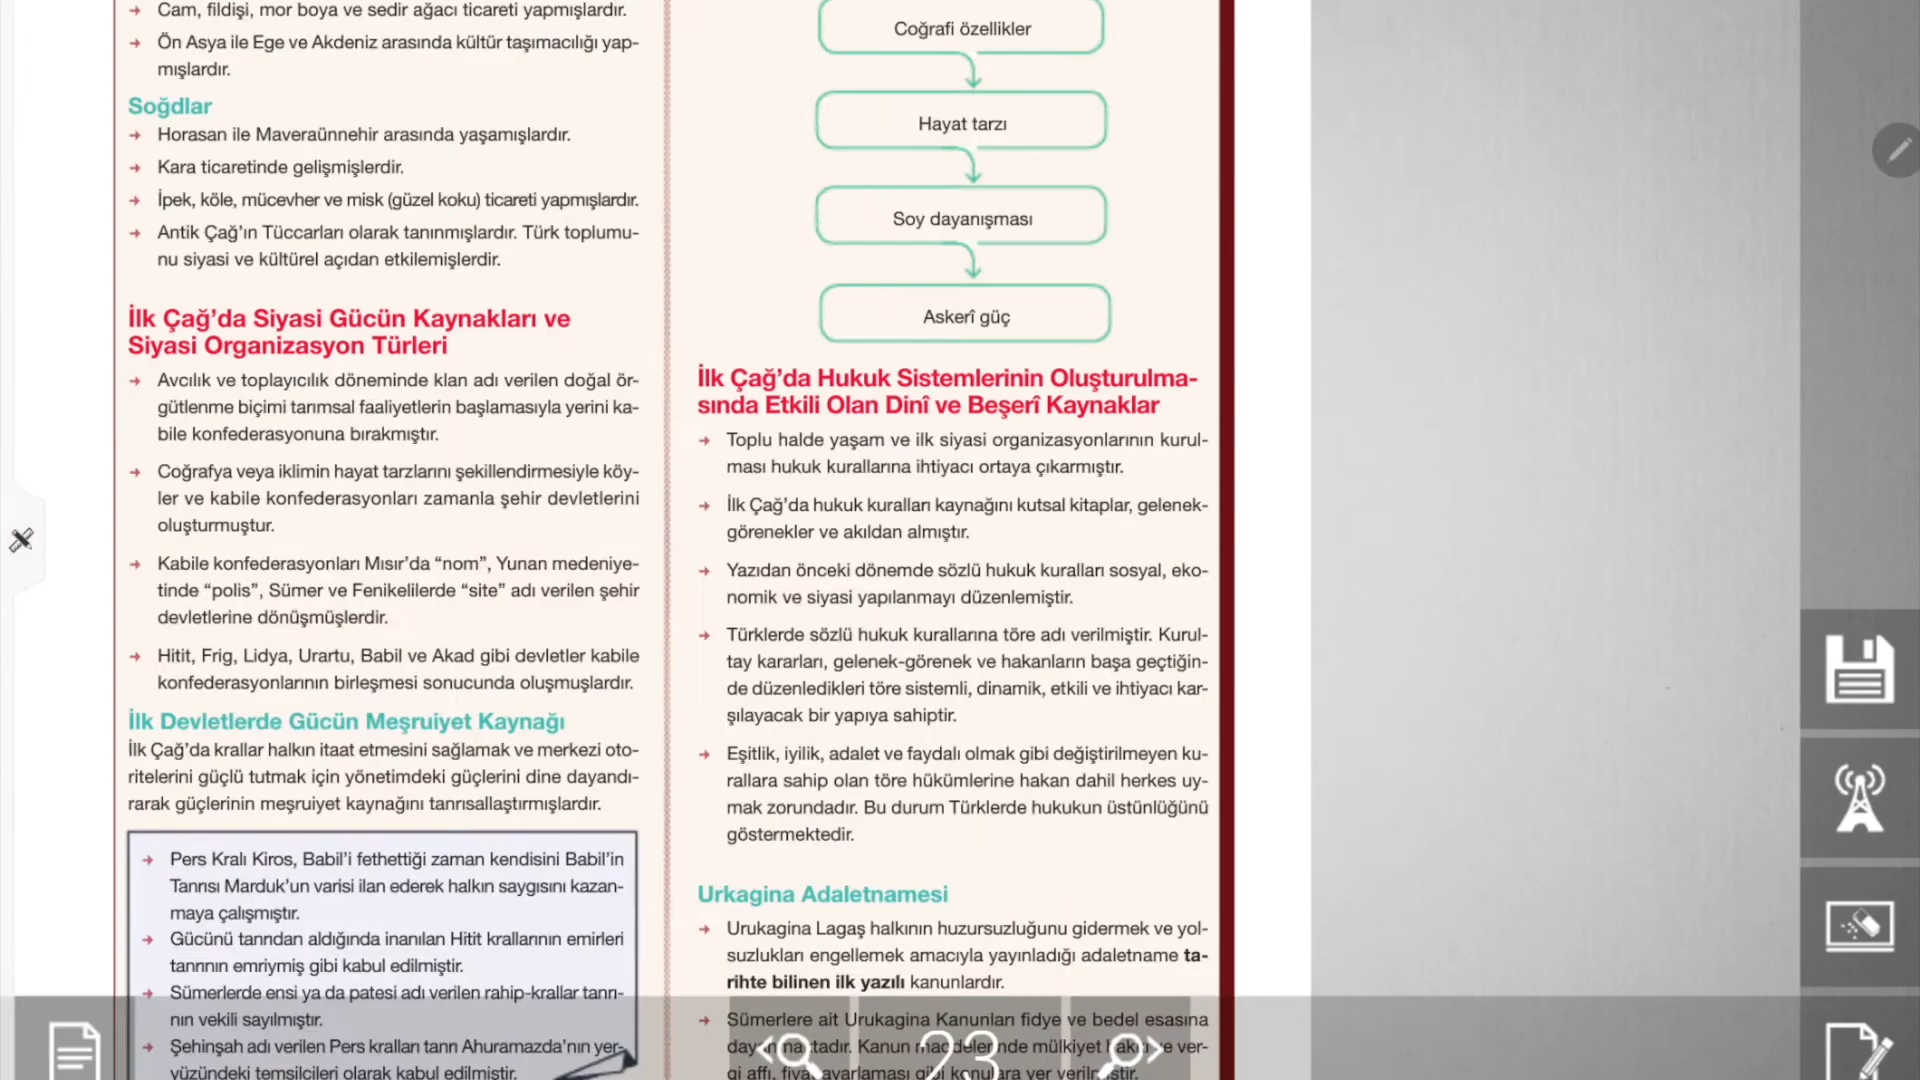 Cam, fildişi, mor boya ve sedir ağacı ticareti yapmışlardır.
Ön Asya ile Ege ve Akdeniz arasında kültür taşımacılığı yap-
mışlardır.
Soğdlar
Horasan ile Maveraünnehir arasında yaşamışlardır.
Kara ticaretinde gelişmişlerdir.
İpek, köle, mücevher ve misk (güzel koku) ticareti yapmışlardır.
Antik Çağ'ın Tüccarları olarak tanınmışlardır. Türk toplumu-
nu siyasi ve kültürel açıdan etkilemişlerdir.
İlk Çağ'da Siyasi Gücün Kaynakları ve
Siyasi Organizasyon Türleri
Avcılık ve toplayıcılık döneminde klan adı verilen doğal ör-
gütlenme biçimi tarımsal faaliyetlerin başlamasıyla yerini ka-
bile konfederasyonuna bırakmıştır.
Coğrafya veya iklimin hayat tarzlarını şekillendirmesiyle köy-
ler ve kabile konfederasyonları zamanla şehir devletlerini
oluşturmuştur.
Kabile konfederasyonları Mısır'da “nom”, Yunan medeniye-
tinde “polis”, Sümer ve Fenikelilerde “site” adı verilen şehir
devletlerine dönüşmüşlerdir.
Hitit, Frig, Lidya, Urartu, Babil ve Akad gibi devletler kabile
konfederasyonlarının birleşmesi sonucunda oluşmuşlardır.
İlk Devletlerde Gücün Meşruiyet Kaynağı
İlk Çağ'da krallar halkın itaat etmesini sağlamak ve merkezi oto-
ritelerini güçlü tutmak için yönetimdeki güçlerini dine dayandı-
rarak güçlerinin meşruiyet kaynağını tanrısallaştırmışlardır.
Pers Kralı Kiros, Babil'i fethettiği zaman kendisini Babil'in
Tanrısı Marduk'un varisi ilan ederek halkın saygısını kazan-
maya çalışmıştır.
Gücünü tanrıdan aldığında inanılan Hitit krallarının emirleri
tanrının emriymiş gibi kabul edilmiştir.
Sümerlerde ensi ya da patesi adı verilen rahip-krallar tanrı-
nın vekili sayılmıştır.
Şehinşah adı verilen Pers kralları tanrı Ahuramazda'nın yer-
yüzündeki temsilcileri olarak kabul edilmiştir.
Coğrafi özellikler
Hayat tarzı
Soy dayanışması
Askerî güç
İlk Çağ'da Hukuk Sistemlerinin Oluşturulma-
sında Etkili Olan Dinî ve Beşerî Kaynaklar
Toplu halde yaşam ve ilk siyasi organizasyonlarının kurul-
ması hukuk kurallarına ihtiyacı ortaya çıkarmıştır.
İlk Çağ'da hukuk kuralları kaynağını kutsal kitaplar, gelenek-
görenekler ve akıldan almıştır.
Yazıdan önceki dönemde sözlü hukuk kuralları sosyal, eko-
nomik ve siyasi yapılanmayı düzenlemiştir.
Türklerde sözlü hukuk kurallarına töre adı verilmiştir. Kurul-
tay kararları, gelenek-görenek ve hakanların başa geçtiğin-
de düzenledikleri töre sistemli, dinamik, etkili ve ihtiyacı kar-
şılayacak bir yapıya sahiptir.
Eşitlik, iyilik, adalet ve faydalı olmak gibi değiştirilmeyen ku-
rallara sahip olan töre hükümlerine hakan dahil herkes uy-
mak zorundadır. Bu durum Türklerde hukukun üstünlüğünü
göstermektedir.
Urkagina Adaletnamesi
Urukagina Lagaş halkının huzursuzluğunu gidermek ve yol-
suzlukları engellemek amacıyla yayınladığı adaletname ta-
rihte bilinen ilk yazılı kanunlardır.
Sümerlere ait Urukagina Kanunları fidye ve bedel esasına
dayanmaktadır. Kanun maddelerinde mülkiyet hakkı ve ver-
gi affı, fiyat ayarlaması gibi konulara yer verilmiştir.
23